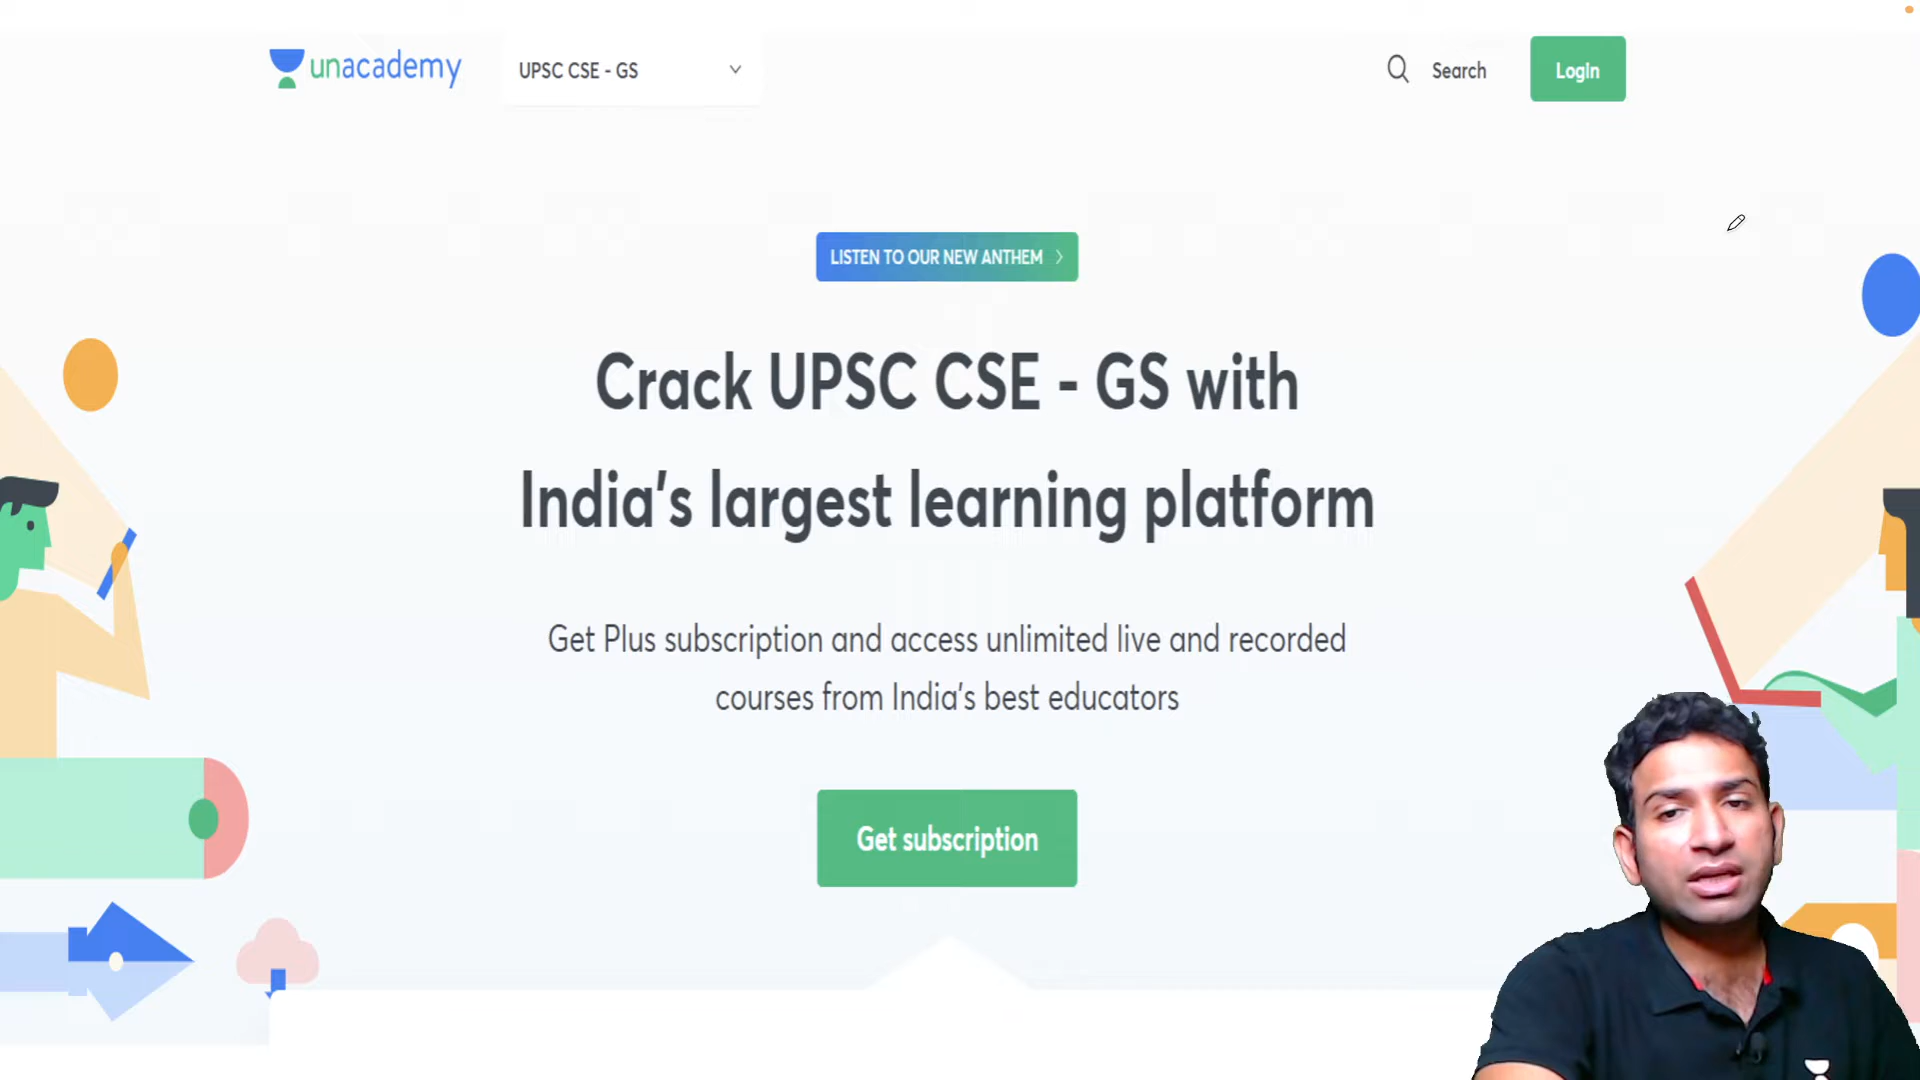 unacademy
UPSC CSE - GS
Search
Login
LISTEN TO OUR NEW ANTHEM
Crack UPSC CSE - GS with
India's largest learning platform
Get Plus subscription and access unlimited live and recorded
courses from India's best educators
Get subscription